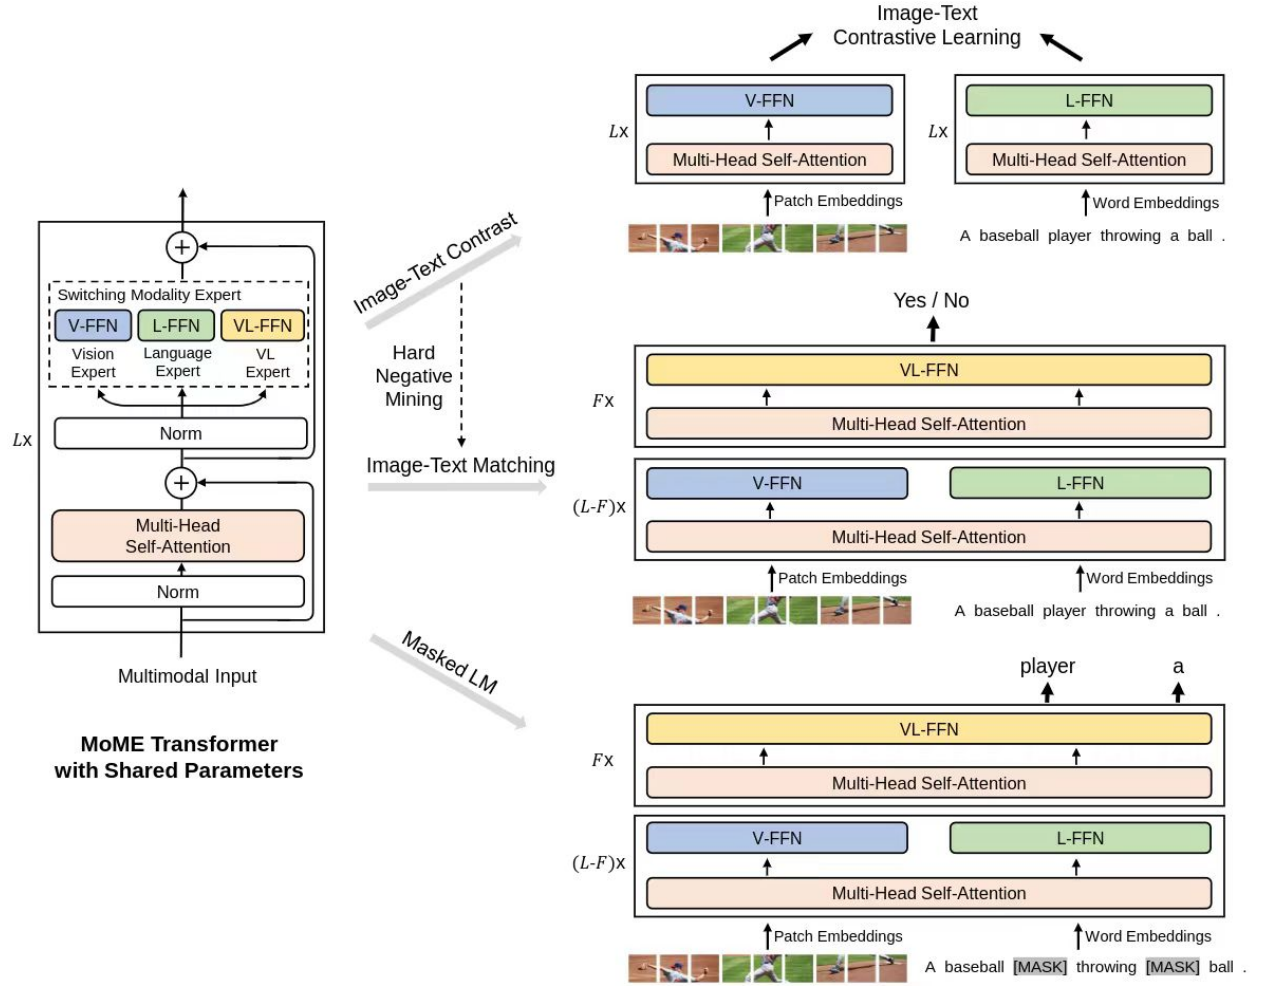 Image-Text
Contrastive Learning
V-FFN
L-FFN
Lx
Lx
Multi-Head Self-Attention
Multi-Head Self-Attention
Patch Embeddings
Word Embeddings
A baseball player throwing a ball .
Switching Modality Expert
V-FFN
L-FFN
VL-FFN
Vision
Expert
Language
Expert
VL
Expert
Norm
Lx
Multi-Head
Self-Attention
Norm
Multimodal Input
MoME Transformer
with Shared Parameters
Image-Text Contrast
Hard
Negative
Mining
Image-Text Matching
Masked LM
Yes / No
VL-FFN
Fx
Multi-Head Self-Attention
V-FFN
L-FFN
(L-F)x
Multi-Head Self-Attention
Patch Embeddings
Word Embeddings
A baseball player throwing a ball .
player
a
VL-FFN
Fx
Multi-Head Self-Attention
V-FFN
L-FFN
(L-F)x
Multi-Head Self-Attention
Patch Embeddings
Word Embeddings
A baseball [MASK] throwing [MASK] ball .